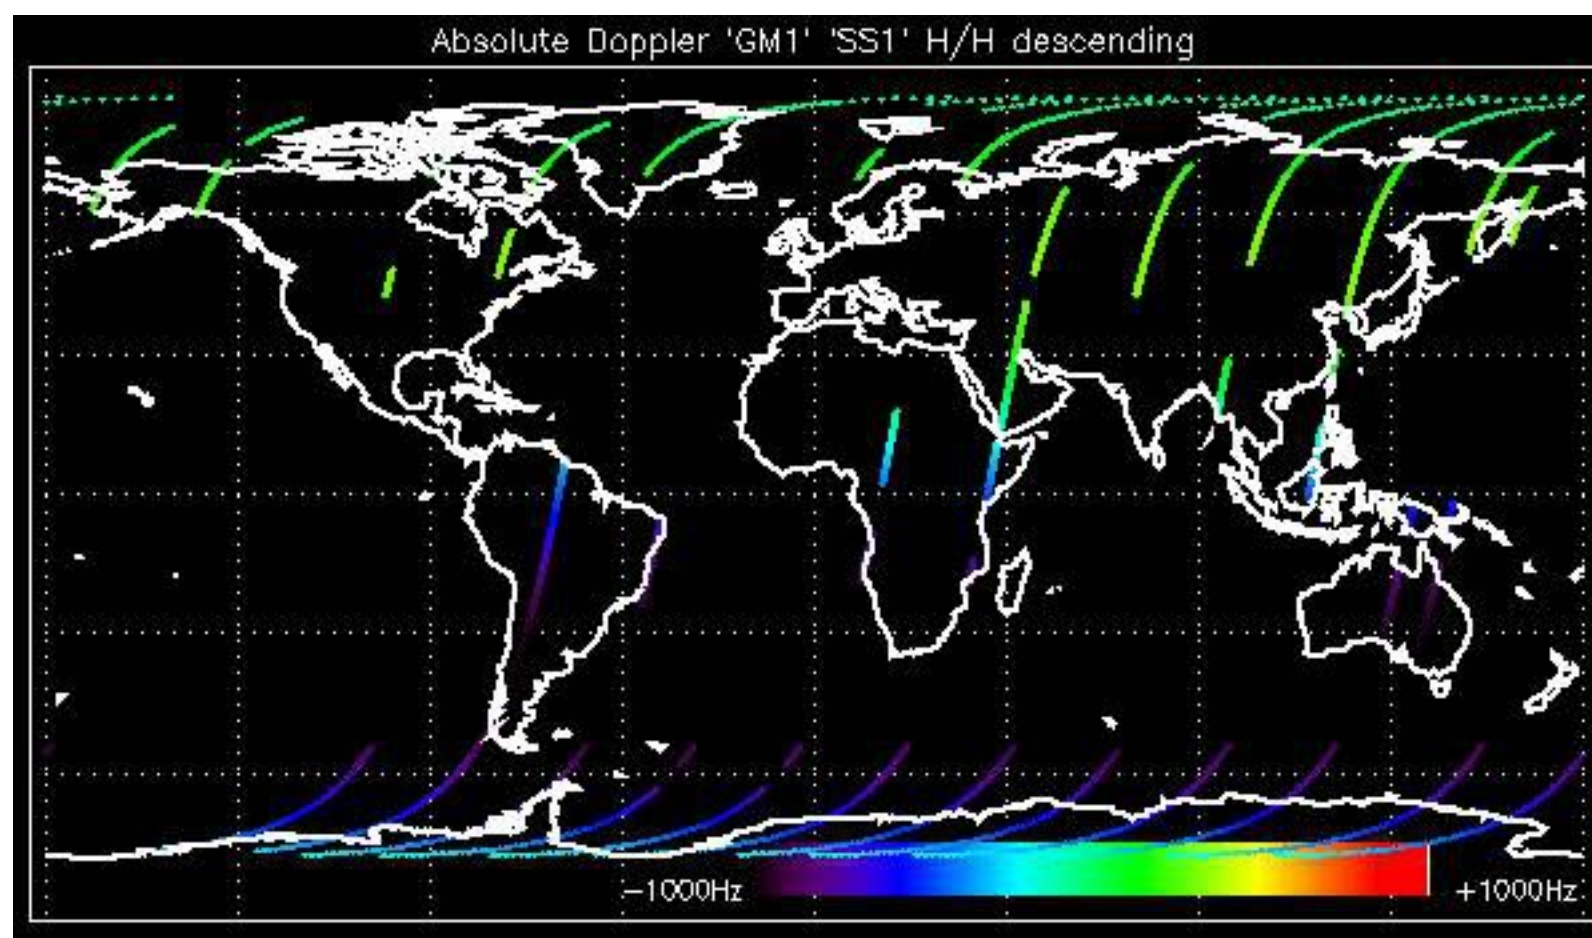 Absolute Doppler 'GM1' 'SS1' H/H descending
-1000Hz +1000Hz